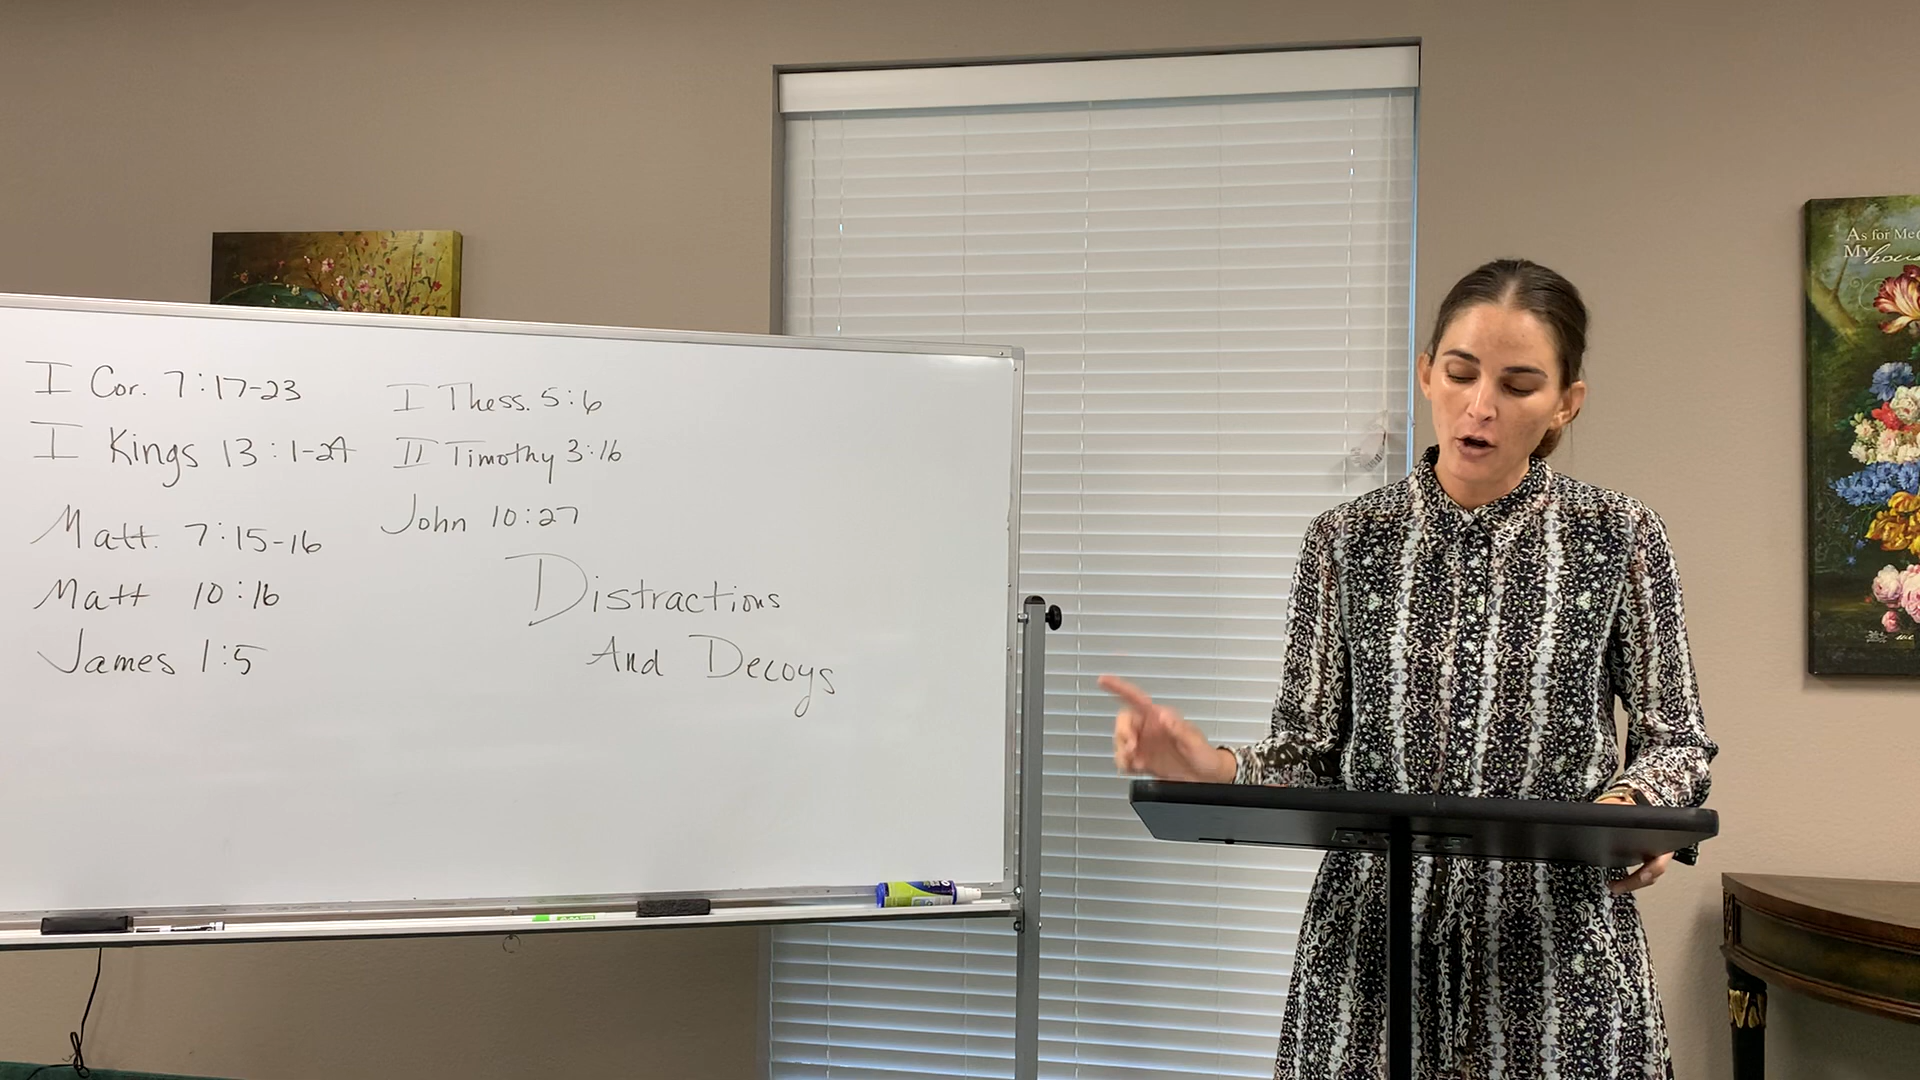 I Cor. 7:17-23
I Kings 13:1-24
Matt. 7:15-16
Matt 10:16
James 1:5
I Thess. 5:6
II Timothy 3:16
John 10:27
Distractions
And Decoys
As for Me
My hous